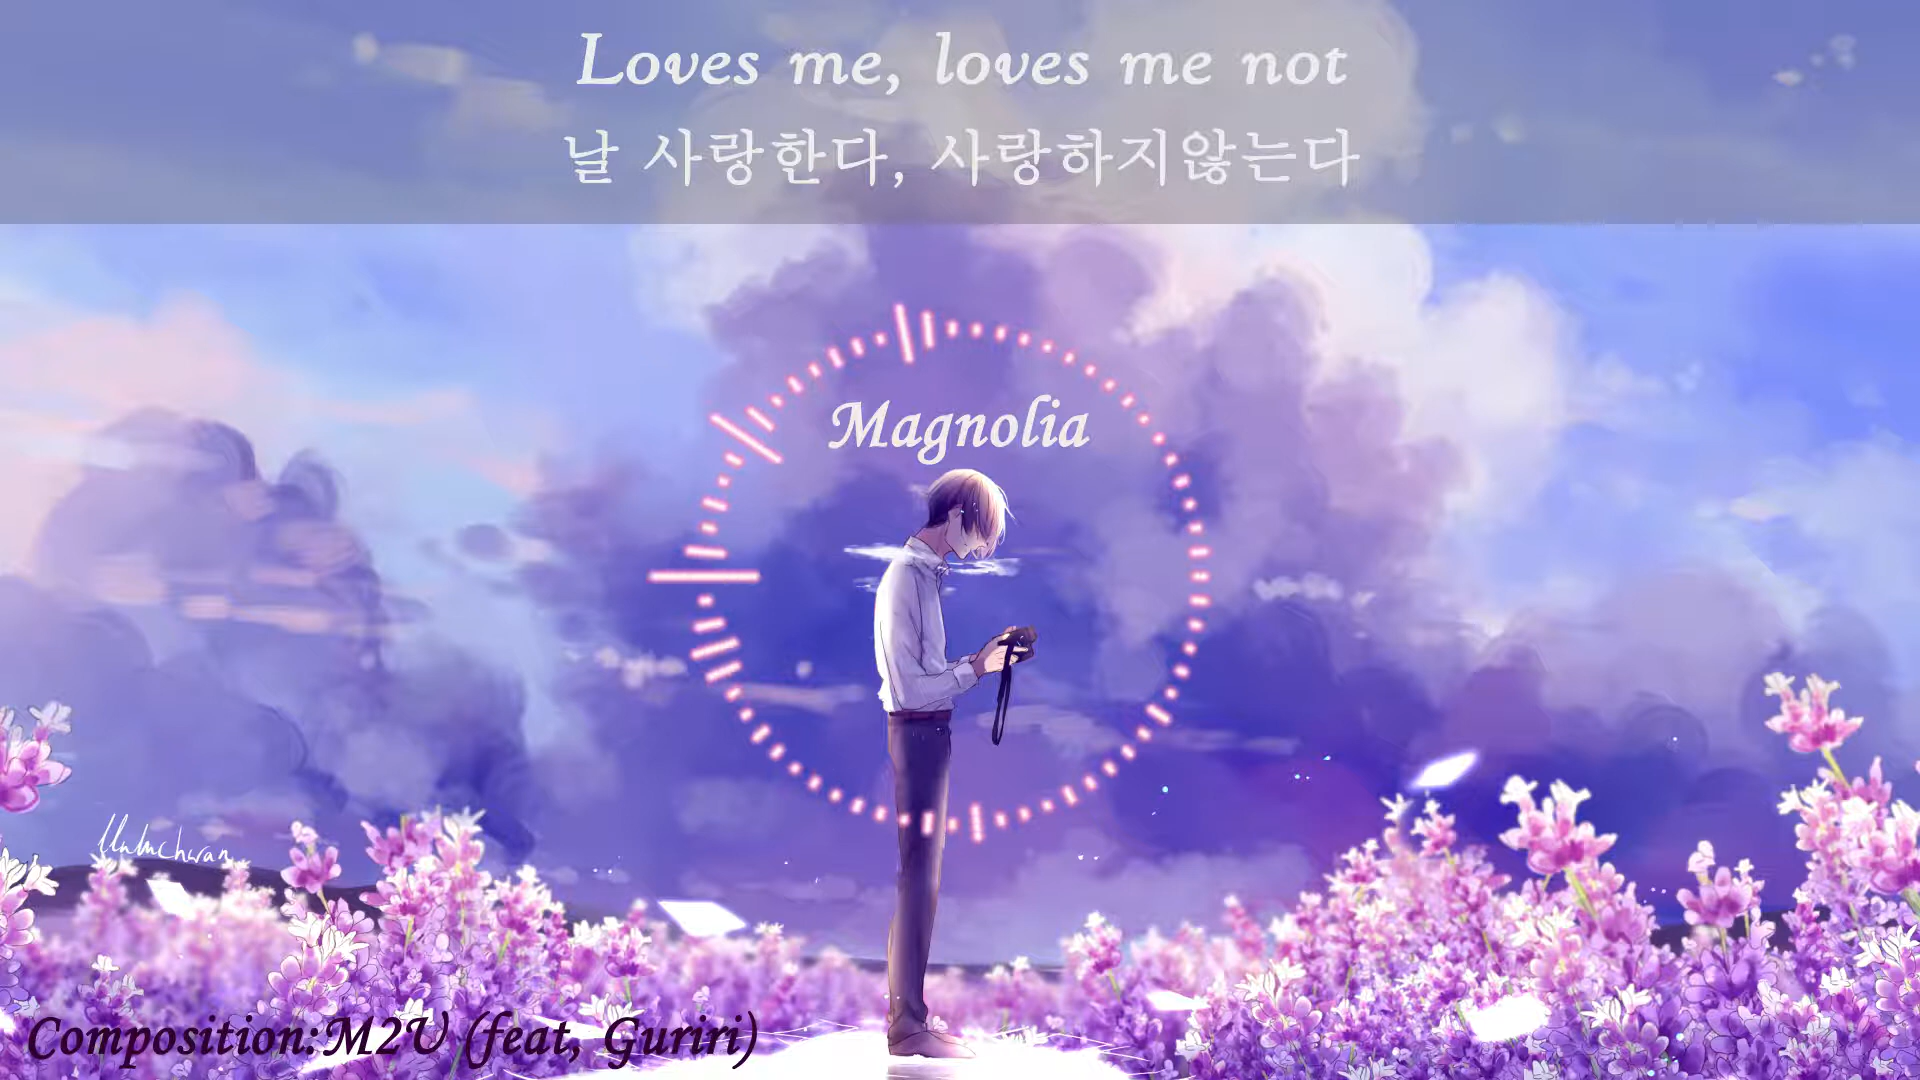 Loves me, loves me not
날 사랑한다, 사랑하지않는다
Magnolia
Composition:M2U (feat, Guriri)